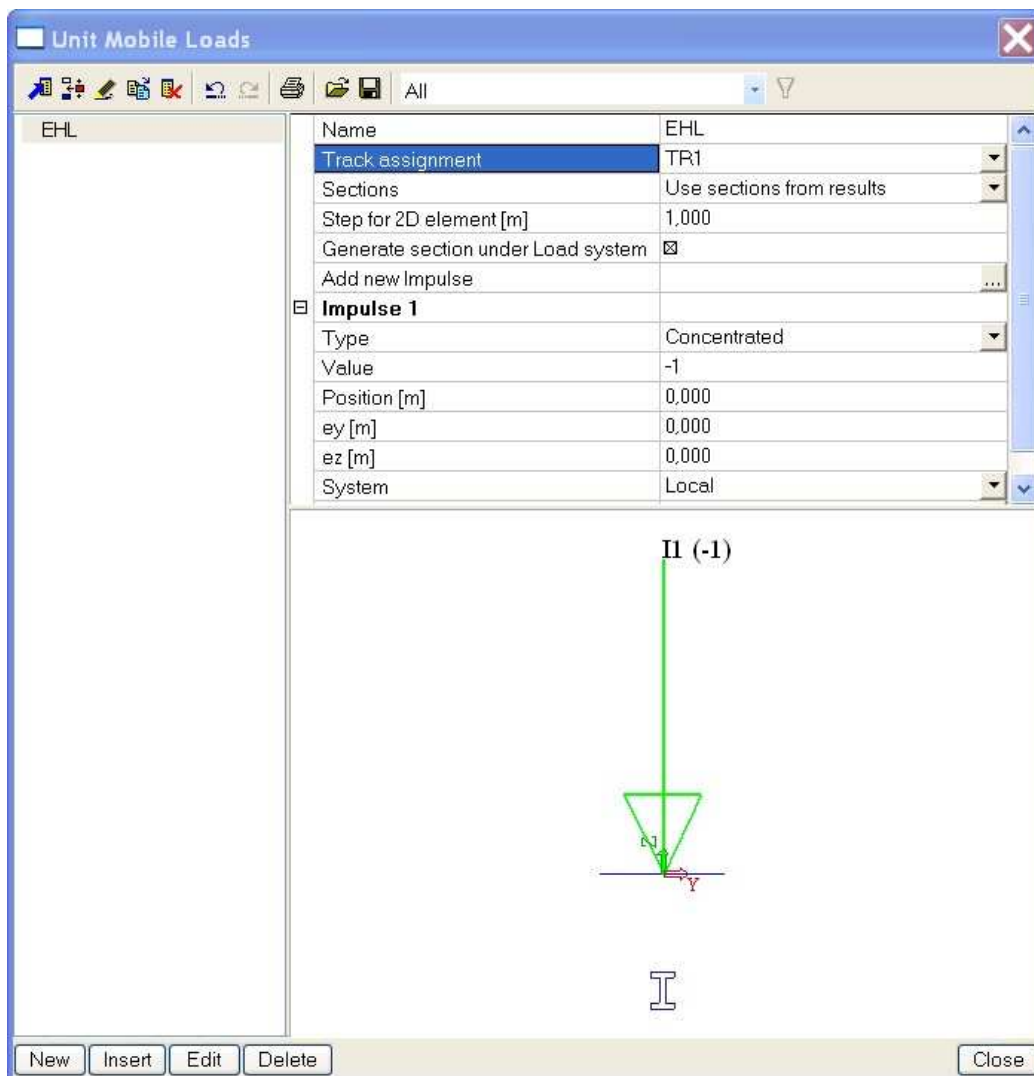 Unit Mobile Loads
All
EHL
Name EHL
Track assignment TR1
Sections Use sections from results
Step for 2D element [m] 1,000
Generate section under Load system
Add new Impulse ...
Impulse 1
Type Concentrated
Value -1
Position [m] 0,000
ey [m] 0,000
ez [m] 0,000
System Local
I1 (-1)
Z
Y
New Insert Edit Delete Close